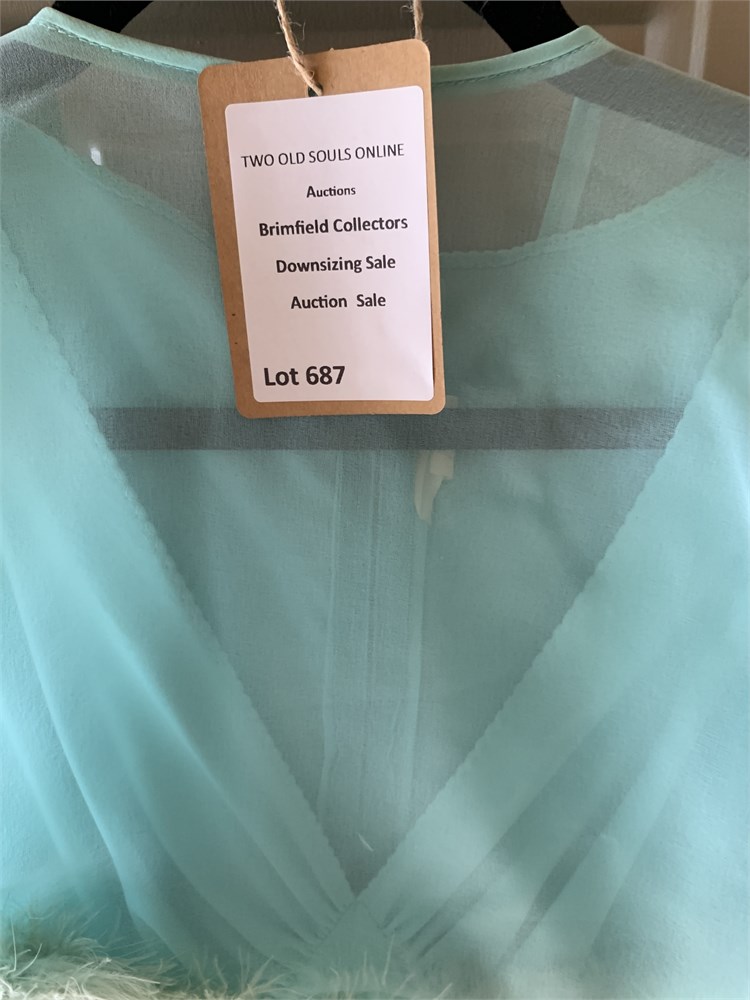 TWO OLD SOULS ONLINE
Auctions
Brimfield Collectors
Downsizing Sale
Auction Sale
Lot 687